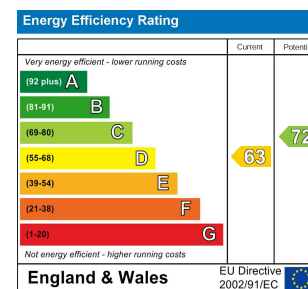 Energy Efficiency Rating
Current Potenti
Very energy efficient - lower running costs
(92 plus) A
(81-91) B
(69-80) C
72
(55-68) D
63
(39-54) E
(21-38) F
(1-20) G
Not energy efficient - higher running costs
England & Wales
EU Directive
2002/91/EC